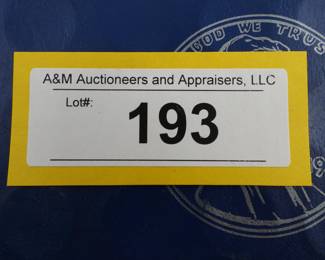 GOD WE TRUS
A&M Auctioneers and Appraisers, LLC
Lot#:
193